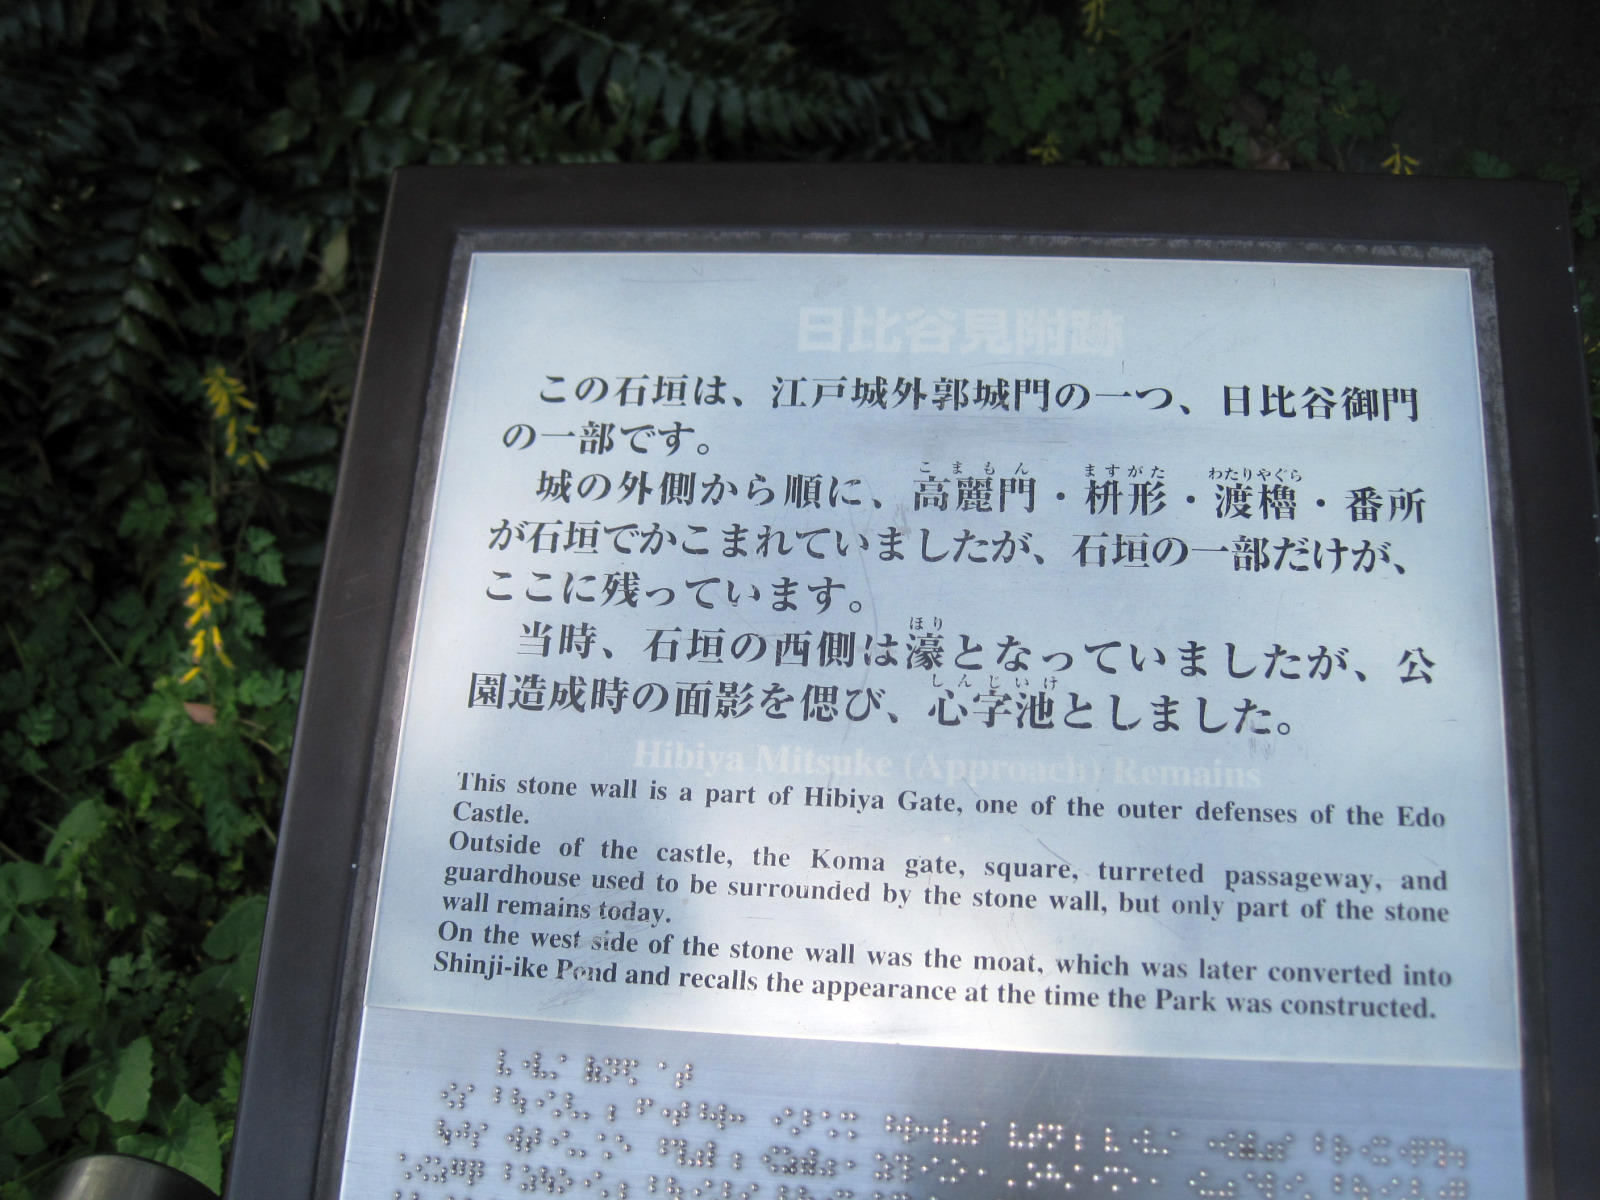 日比谷見附跡
この石垣は、江戸城外郭城門の一つ、日比谷御門
の一部です。
こまもん ますがた わたりやぐら
城の外側から順に、高麗門・枡形・渡櫓・番所
が石垣でかこまれていましたが、石垣の一部だけが、
ここに残っています。
ほり
当時、石垣の西側は濠となっていましたが、公
しんじいけ
園造成時の面影を偲び、心字池としました。
Hibiya Mitsuke (Approach) Remains
This stone wall is a part of Hibiya Gate, one of the outer defenses of the Edo
Castle.
Outside of the castle, the Koma gate, square, turreted passageway, and
guardhouse used to be surrounded by the stone wall, but only part of the stone
wall remains today.
On the west side of the stone wall was the moat, which was later converted into
Shinji-ike Pond and recalls the appearance at the time the Park was constructed.